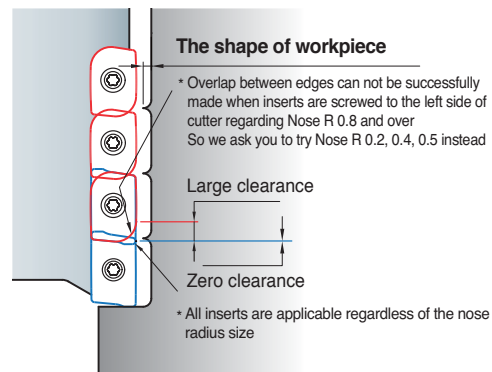 The shape of workpiece
* Overlap between edges can not be successfully
made when inserts are screwed to the left side of
cutter regarding Nose R 0.8 and over
So we ask you to try Nose R 0.2, 0.4, 0.5 instead
Large clearance
Zero clearance
* All inserts are applicable regardless of the nose
radius size